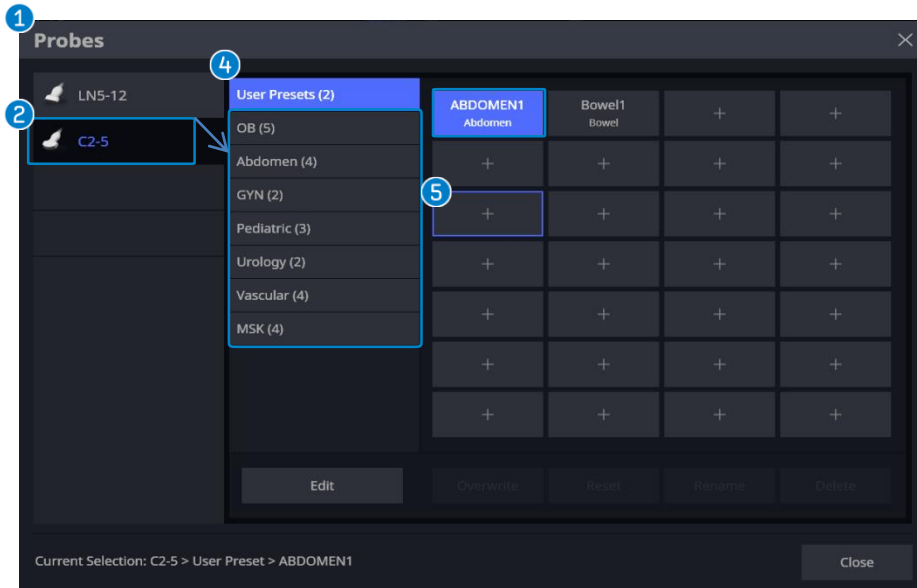 1
Probes
2
LN5-12
C2-5
4
User Presets (2)
OB (5)
Abdomen (4)
GYN (2)
Pediatric (3)
Urology (2)
Vascular (4)
MSK (4)
5
ABDOMEN1
Abdomen
Bowel1
Bowel
Edit
Overwrite
Reset
Rename
Delete
Current Selection: C2-5 > User Preset > ABDOMEN1
Close